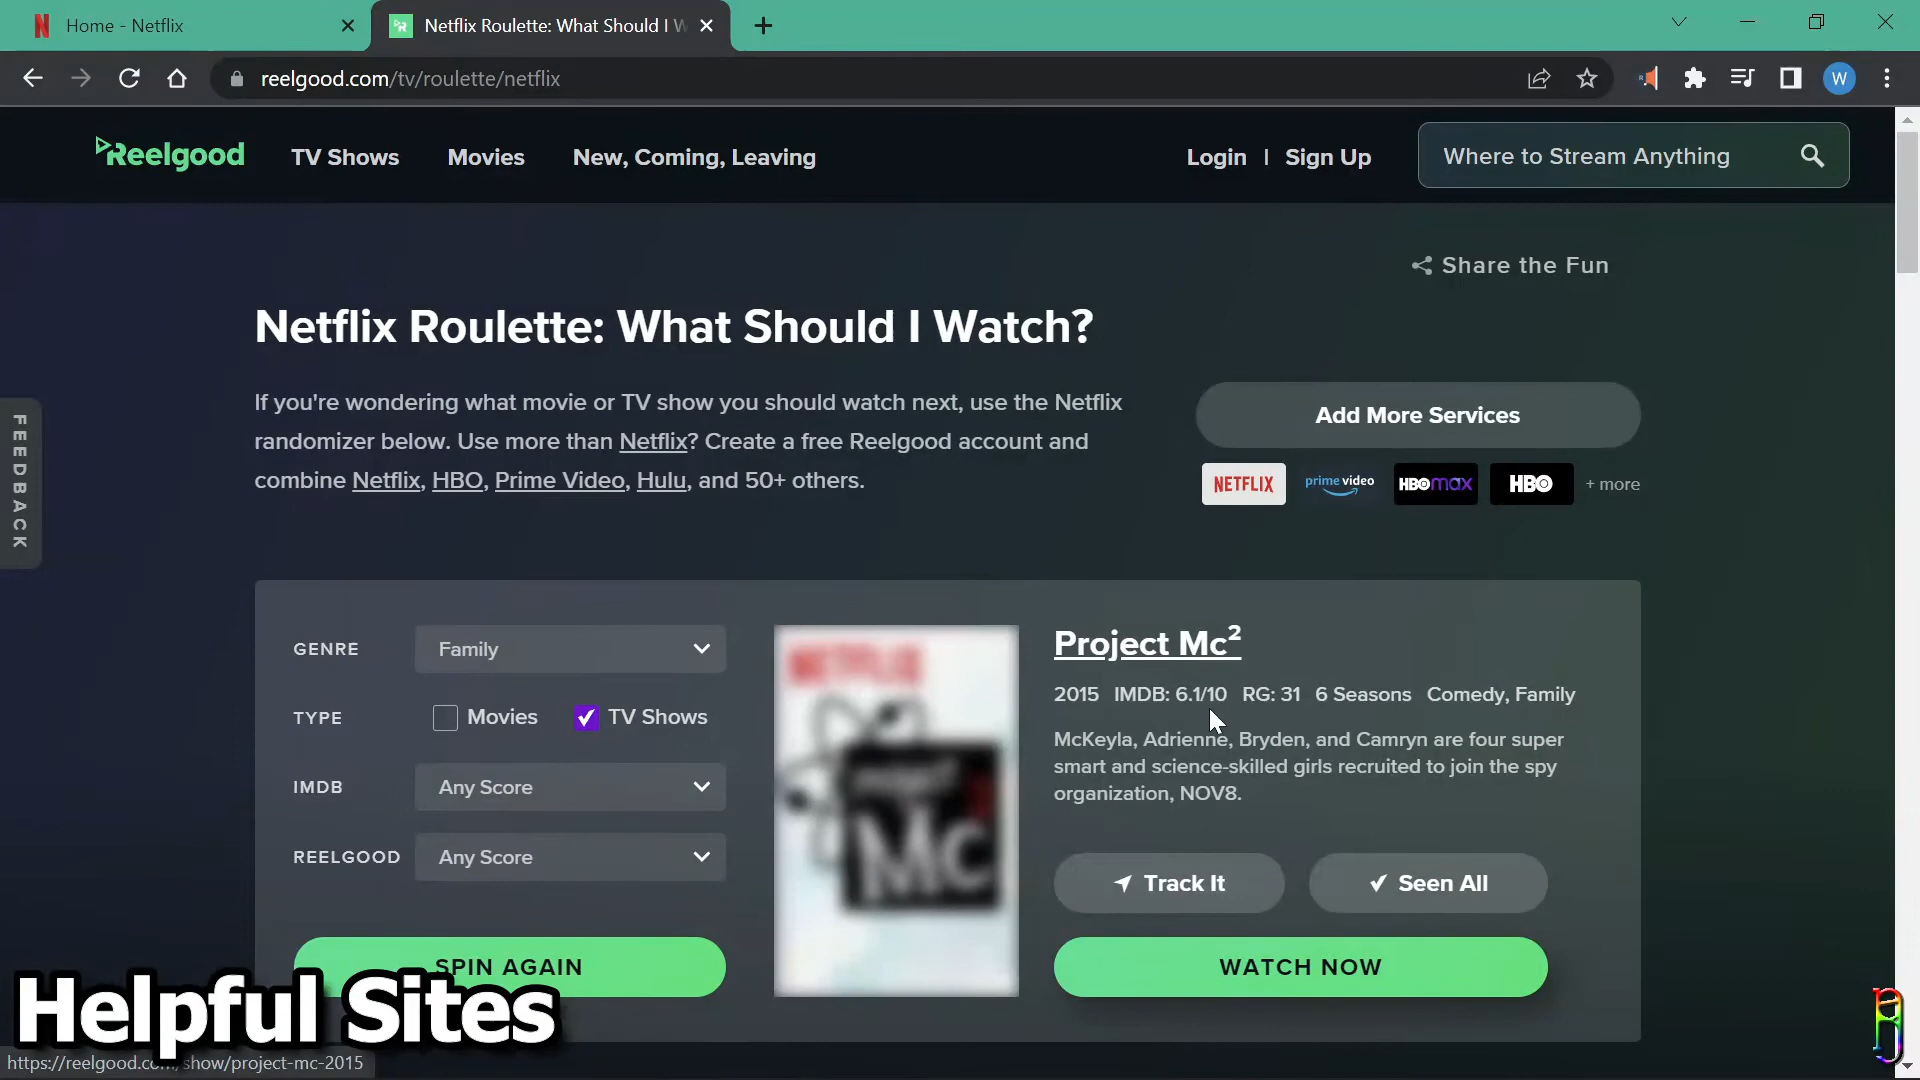 Home - Netflix
Netflix Roulette: What Should I W
reelgood.com/tv/roulette/netflix
W
Reelgood
TV Shows
Movies
New, Coming, Leaving
Login | Sign Up
Where to Stream Anything
Share the Fun
Netflix Roulette: What Should I Watch?
If you're wondering what movie or TV show you should watch next, use the Netflix
randomizer below. Use more than Netflix? Create a free Reelgood account and
combine Netflix, HBO, Prime Video, Hulu, and 50+ others.
Add More Services
NETFLIX
prime video
HBOmax
HBO
+ more
FEEDBACK
GENRE
Family
TYPE
Movies
TV Shows
IMDB
Any Score
REELGOOD
Any Score
SPIN AGAIN
NETFLIX
PROJECT
Mc
2
Project Mc²
2015 IMDB: 6.1/10 RG: 31 6 Seasons Comedy, Family
McKeyla, Adrienne, Bryden, and Camryn are four super
smart and science-skilled girls recruited to join the spy
organization, NOV8.
Track It
Seen All
WATCH NOW
Helpful Sites
https://reelgood.com/show/project-mc-2015